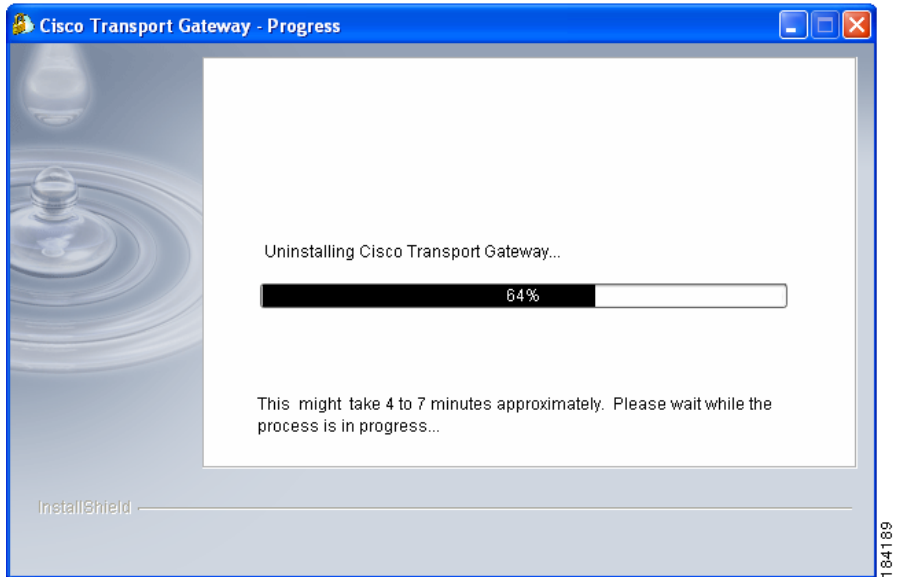 Cisco Transport Gateway - Progress
Uninstalling Cisco Transport Gateway...
64%
This might take 4 to 7 minutes approximately. Please wait while the
process is in progress...
InstallShield
184189